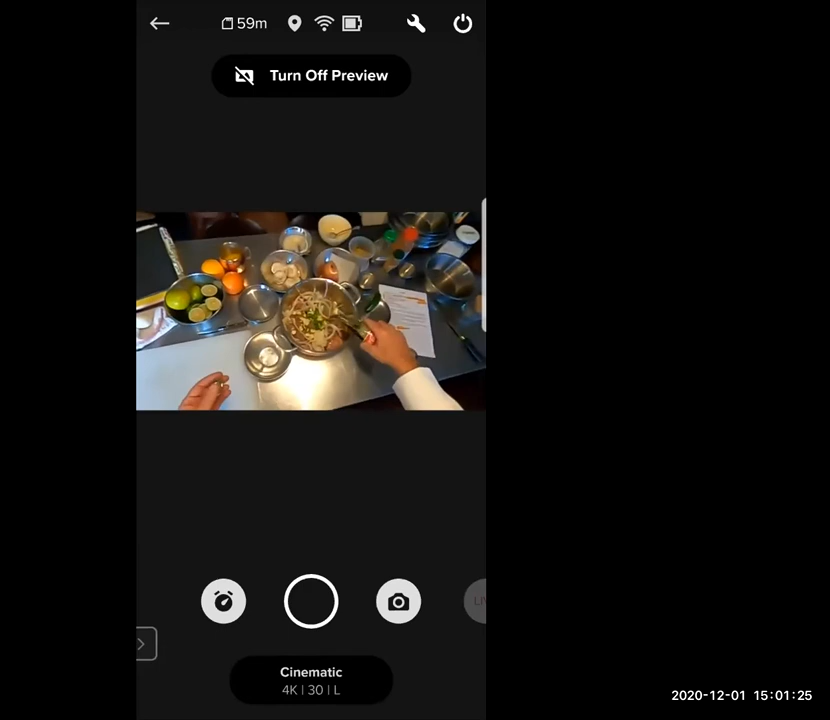 59m
Turn Off Preview
Cinematic
4K | 30 | L
2020-12-01 15:01:25